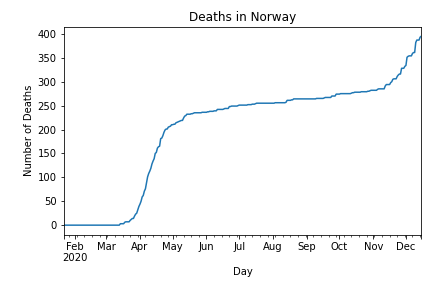 Deaths in Norway
Number of Deaths
400
350
300
250
200
150
100
50
0
Feb Mar Apr May Jun Jul Aug Sep Oct Nov Dec
2020
Day